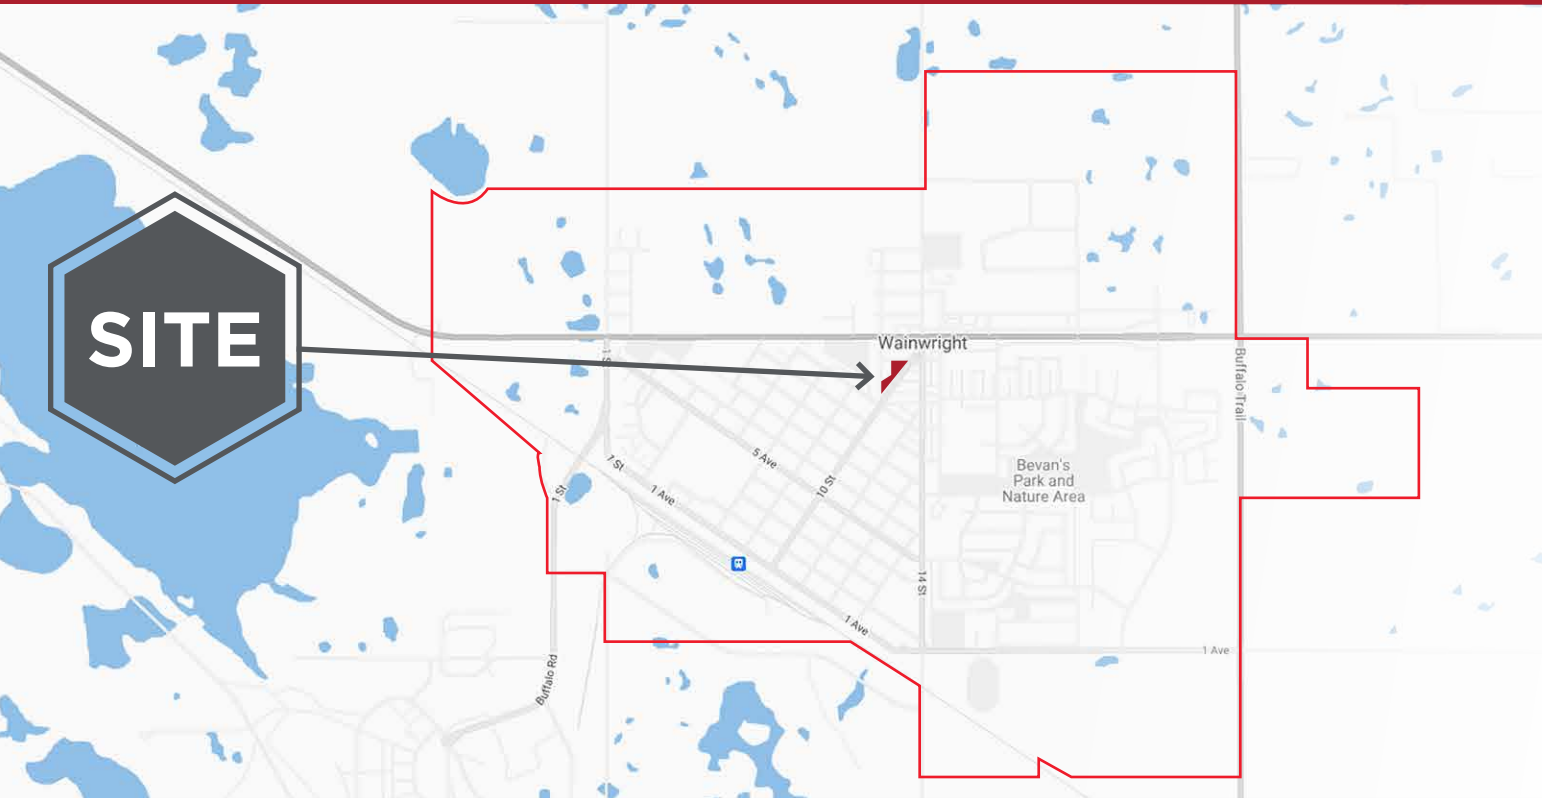 SITE
Wainwright
1 S
Buffalo Trail
5 Ave
7 St
1 Ave
10 St
1 St
Bevan's
Park and
Nature Area
14 St
1 Ave
1 Ave
Buffalo Rd